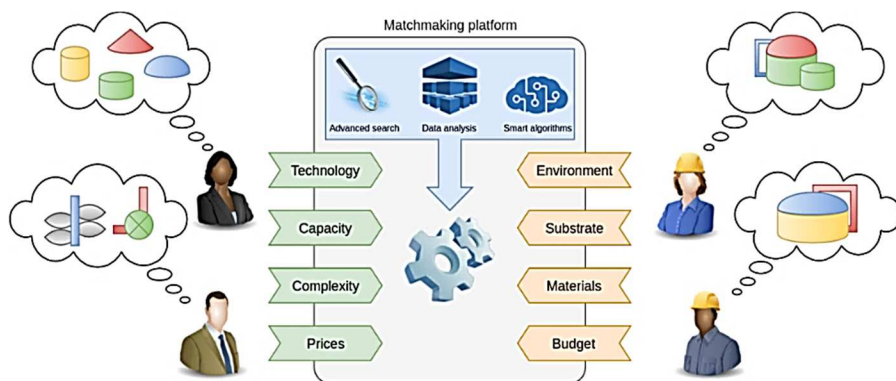 Matchmaking platform
Advanced search
Data analysis
Smart algorithms
Technology
Environment
Capacity
Substrate
Complexity
Materials
Prices
Budget